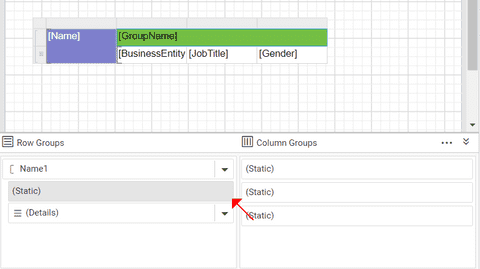 [Name] [GroupName]
[BusinessEntity [JobTitle] [Gender]
Row Groups Column Groups
Name1 (Static)
(Static) (Static)
(Details) (Static)